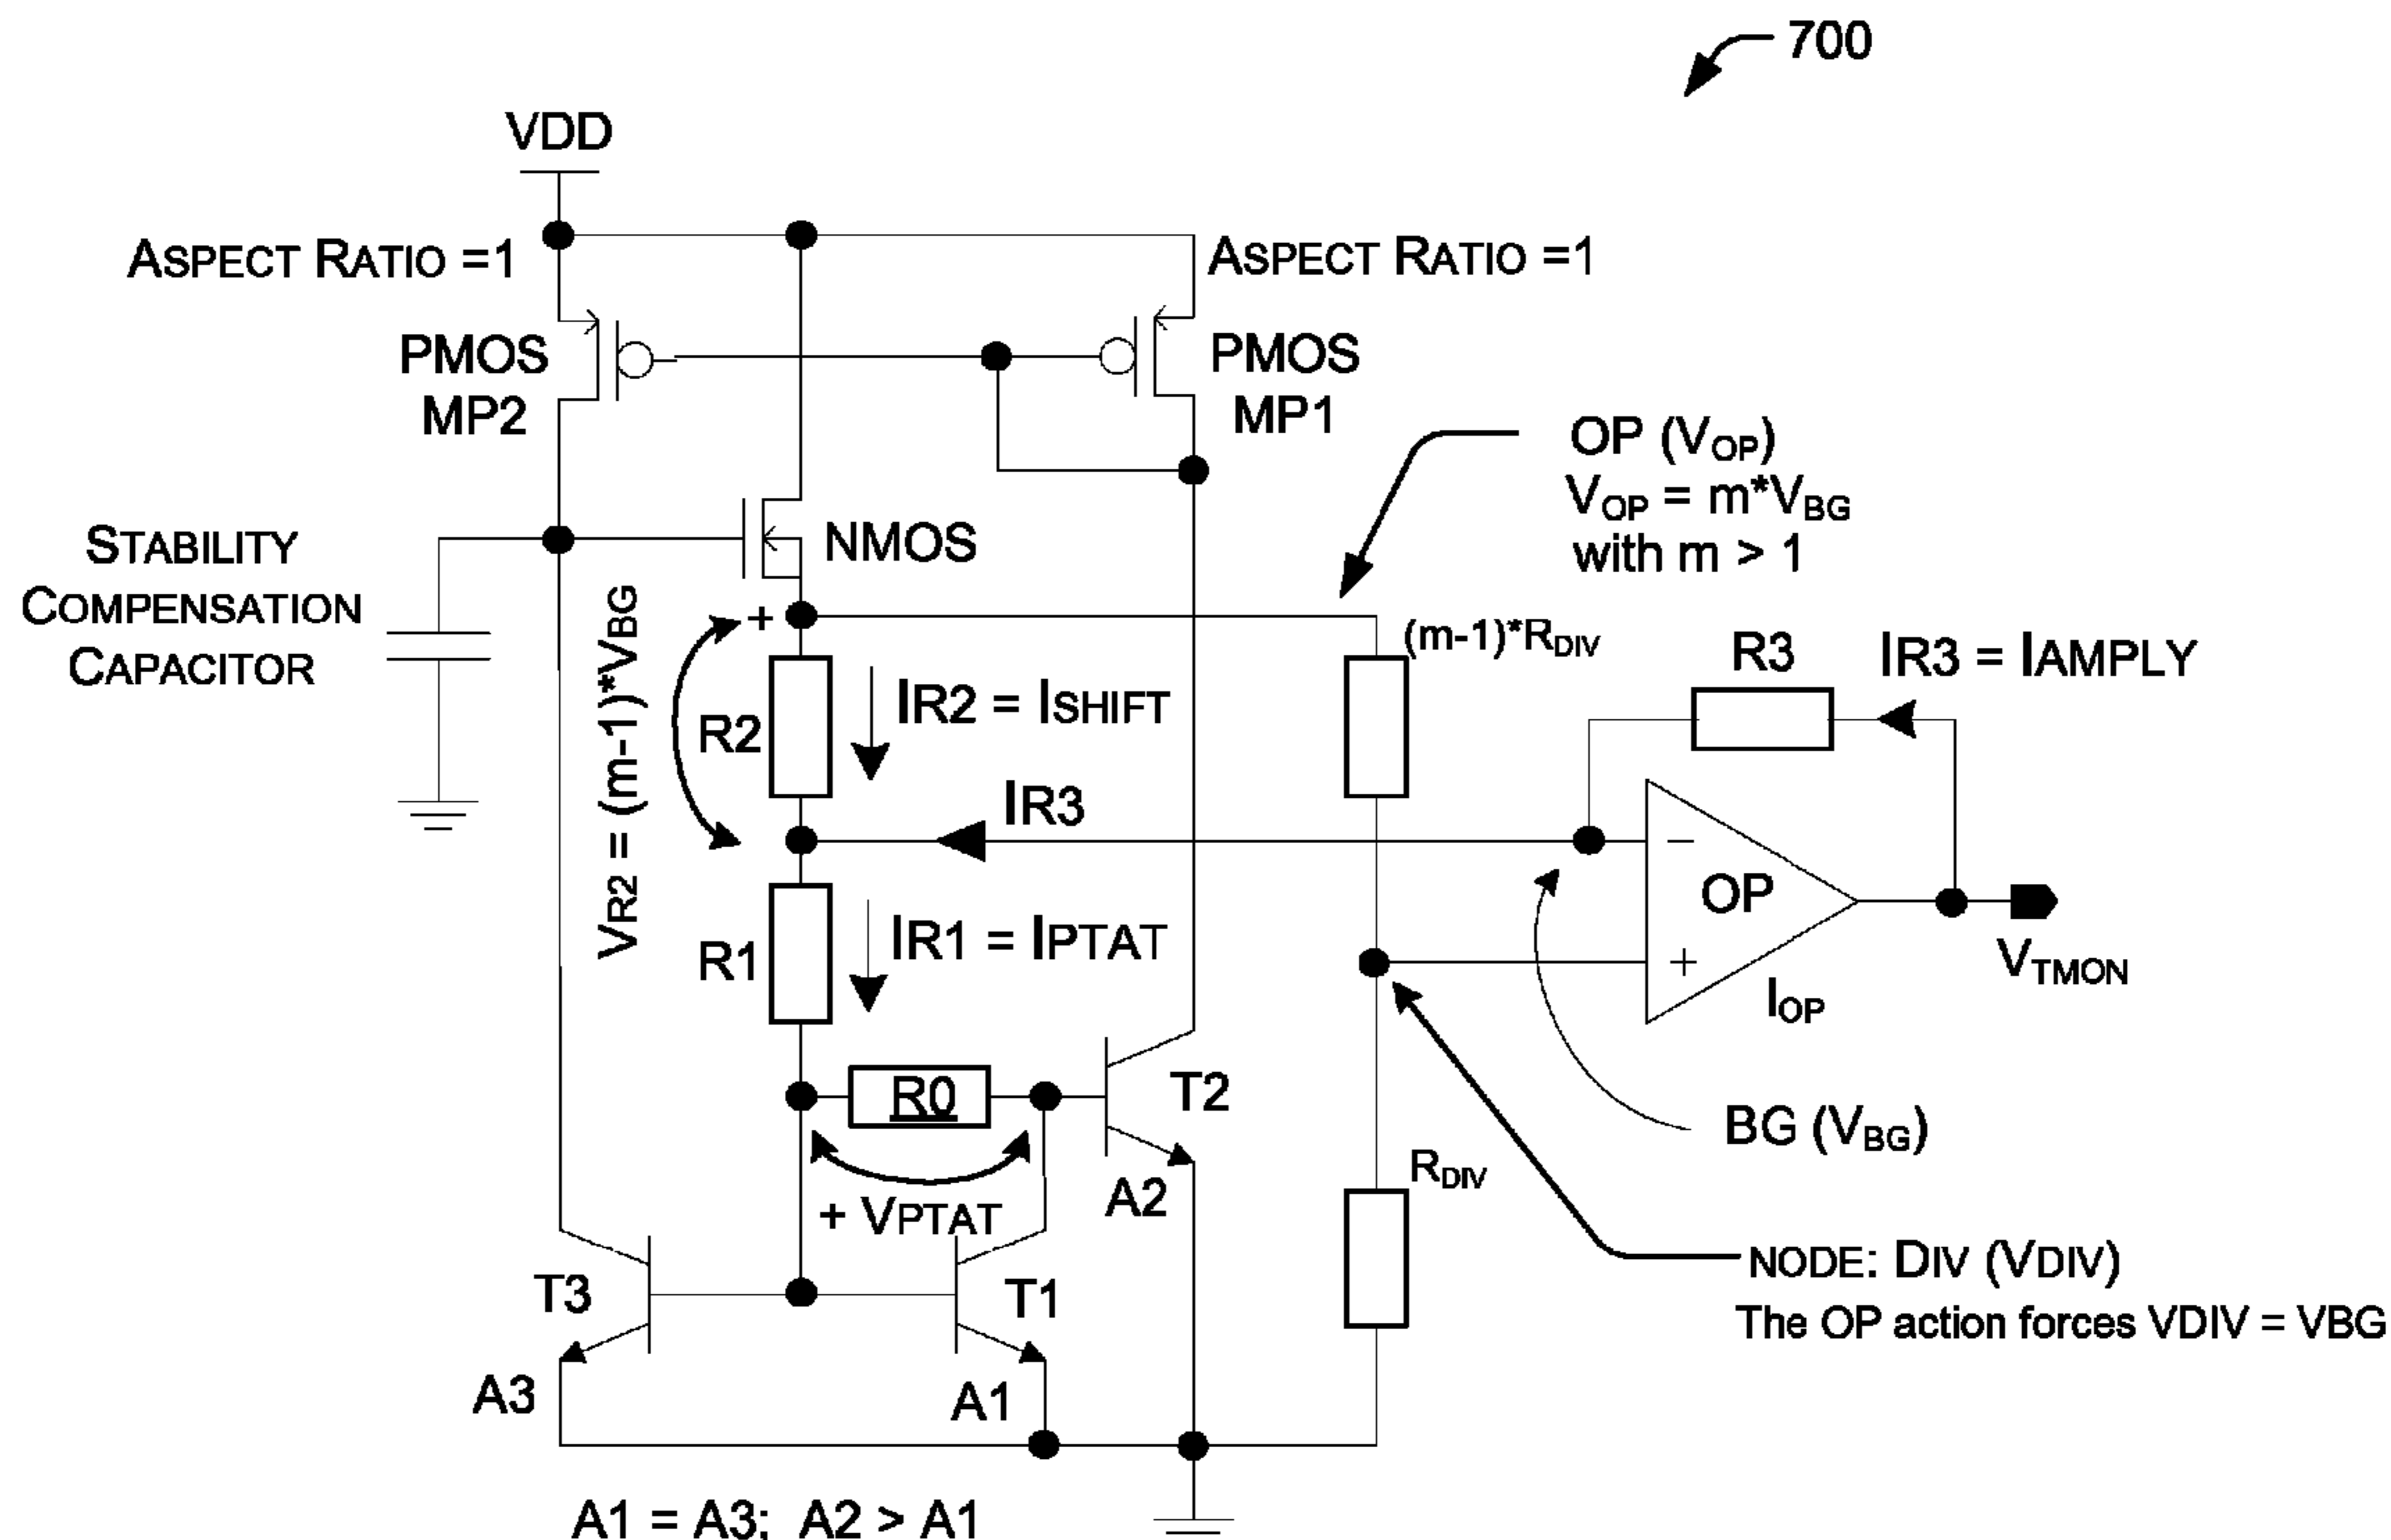 700
VDD
ASPECT RATIO =1
ASPECT RATIO =1
PMOS
MP2
PMOS
MP1
OP (VOP)
VOP = m*VBG
with m > 1
STABILITY
COMPENSATION
CAPACITOR
NMOS
VR2 = (m-1)*VBG
+
(m-1)*RDIV
R3
IR3 = IAMPLY
R2
IR2 = ISHIFT
IR3
−
OP
+
IOP
VTMON
R1
IR1 = IPTAT
R0
T2
A2
+ VPTAT
BG (VBG)
RDIV
NODE: DIV (VDIV)
The OP action forces VDIV = VBG
T3
T1
A3
A1
A1 = A3; A2 > A1